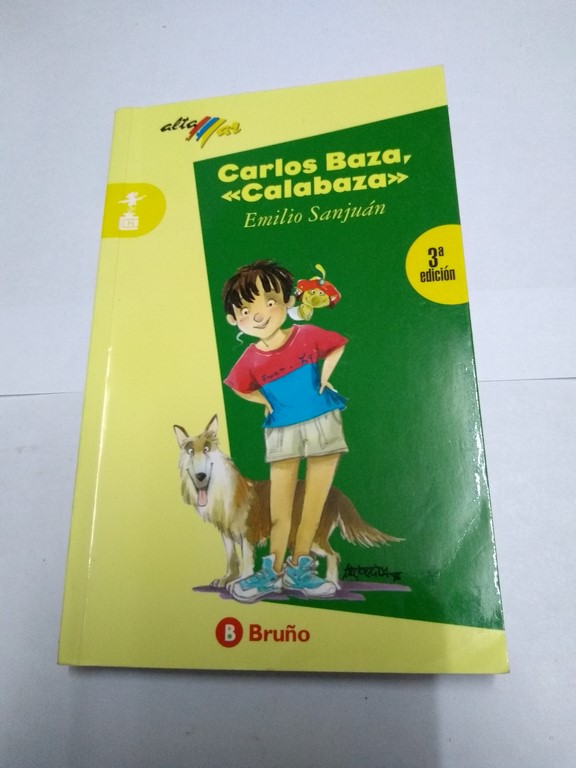 alta mar
Carlos Baza,
«Calabaza»
Emilio Sanjuán
3ª
edición
B Bruño